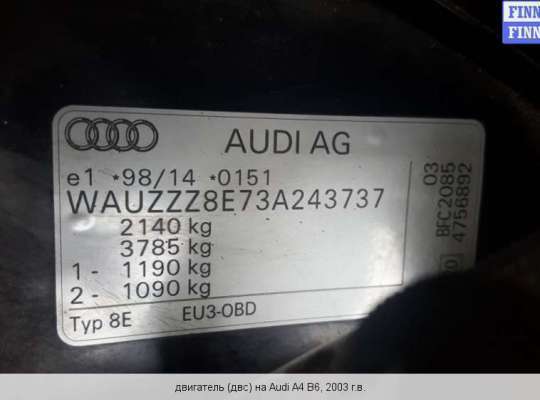 FINN
FINN
AUDI AG
e1 *98/14 *0151
WAUZZZ8E73A243737
2140 kg
3785 kg
1 - 1190 kg
2 - 1090 kg
Typ 8E EU3-OBD
03
BFC2085
4756892
двигатель (двс) на Audi A4 B6, 2003 г.в.